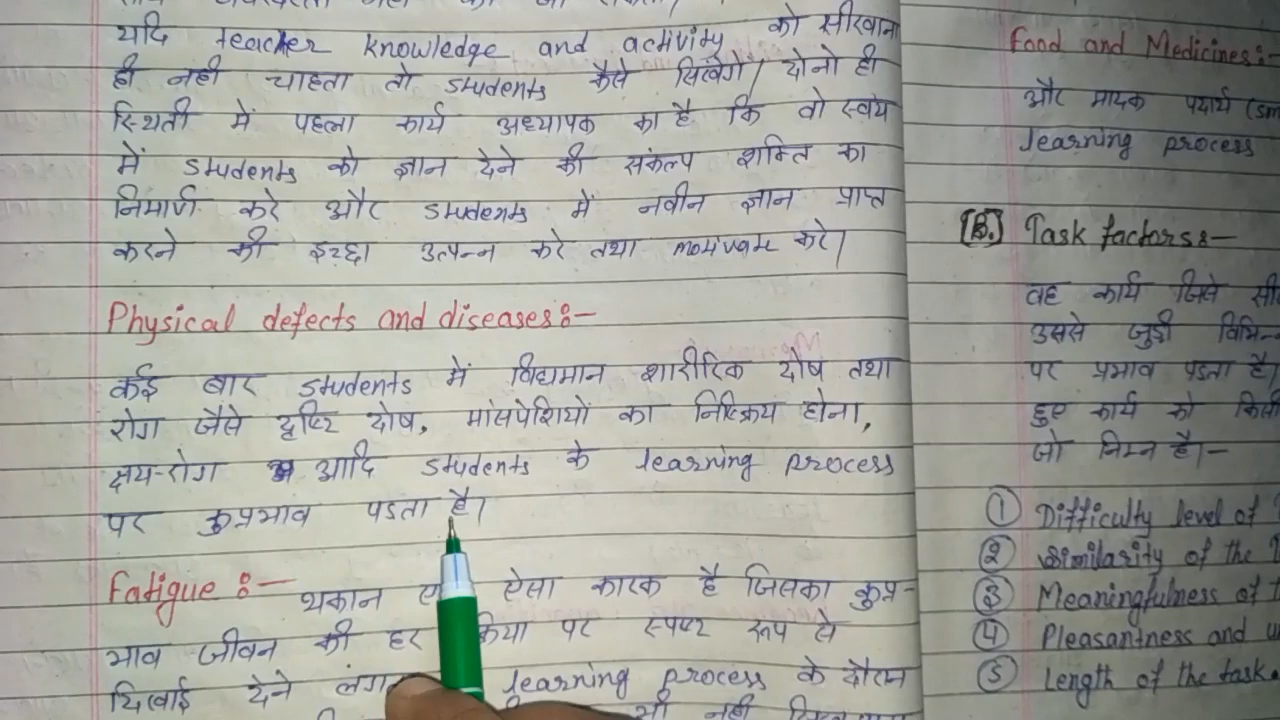 यदि teacher knowledge and activity को सीखाना
ही नही चाहता तो students कैसे सिखेगे। दोनो ही
स्थिती में पहला कार्य अध्यापक का है कि वो स्वंय
में students को ज्ञान देने की संकल्प शक्ति का
निमार्ण करे और students में नवीन ज्ञान प्राप्त
करने की इच्छा उत्पन्न करे तथा motivate करे।
Physical defects and diseases:-
कई बार students में विद्यमान शारीरिक दोष तथा
रोग जैसे दृष्टि दोष, मांसपेशियों का निष्क्रिय होना,
क्षय-रोग आदि students के learning process
पर कुप्रभाव पडता है।
Fatigue :- थकान ऐसा कारक है जिसका कुप्र-
भाव जीवन की हर क्रिया पर स्पष्ट रूप से
दिखाई देने learning process के दौरान
भी नही
Food and Medicines:-
और मादक पदार्थ
learning process
[B.] Task factors:-
वह कार्य जिसे
उससे जुडी
पर प्रभाव पडता है।
हुए कार्य को
जो निम्न है।-
① Difficulty level of
② Similarity of the
③ Meaningfulness of
④ Pleasantness and
⑤ Length of the task.